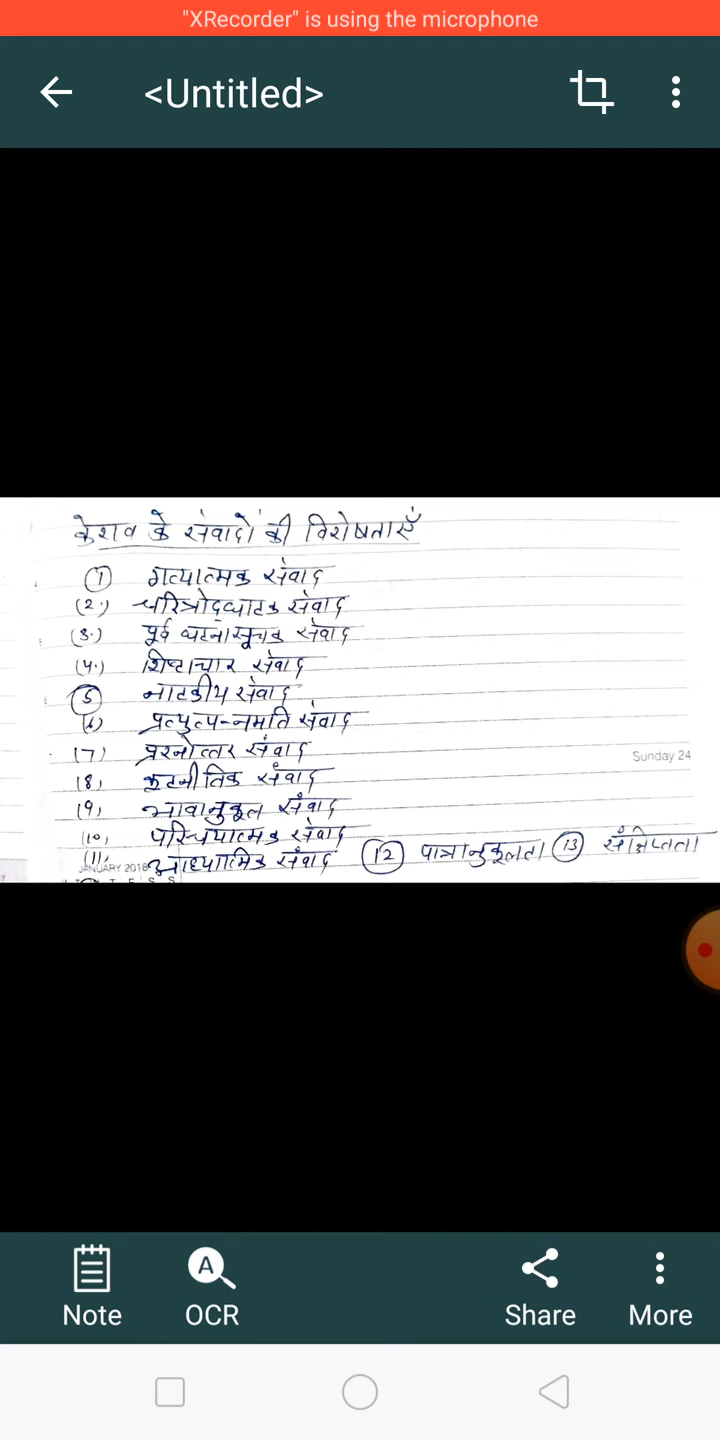 "XRecorder" is using the microphone
<Untitled>
केशव के संवादों की विशेषताएँ
(1) गत्यात्मक संवाद
(2.) चरित्रोद्घाटक संवाद
(3.) पूर्व घटनासूचक संवाद
(4.) शिष्टाचार संवाद
(5) नाटकीय संवाद
(6) प्रत्युत्प-नमति संवाद
(7) प्रश्नोत्तर संवाद
Sunday 24
(8) कूटनीतिक संवाद
(9) भावानुकूल संवाद
(10) परिचयात्मक संवाद
(11) आध्यात्मिक संवाद (12) पात्रानुकूलता (13) संक्षिप्तता
JANUARY 2018
Note OCR Share More